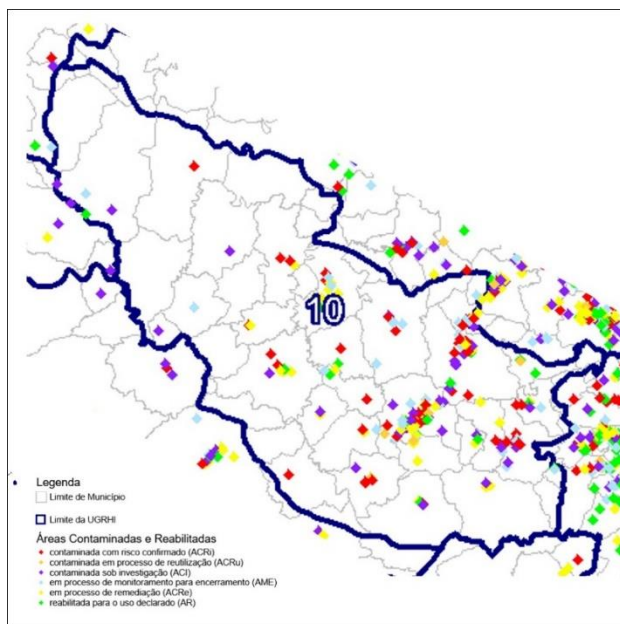 10
Legenda
Limite de Município
Limite da UGRHI
Áreas Contaminadas e Reabilitadas
contaminada com risco confirmado (ACRi)
contaminada em processo de reutilização (ACRu)
contaminada sob investigação (ACI)
em processo de monitoramento para encerramento (AME)
em processo de remediação (ACRe)
reabilitada para o uso declarado (AR)